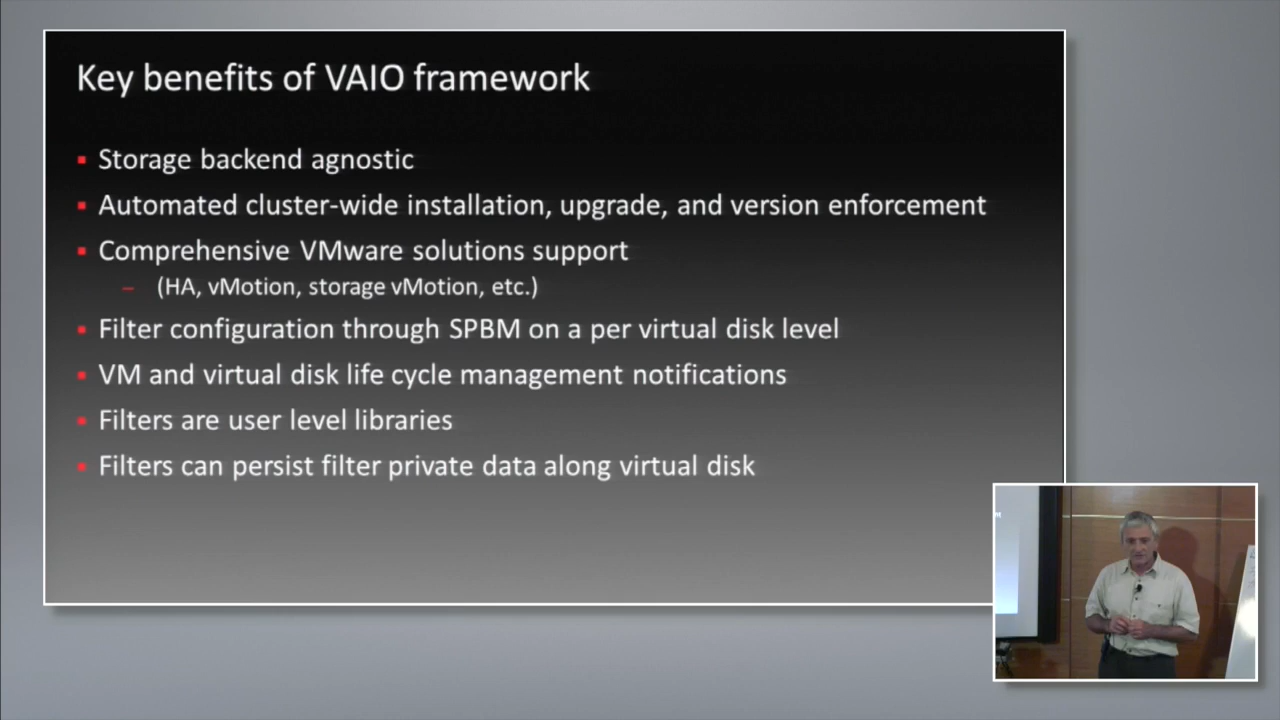 Key benefits of VAIO framework
Storage backend agnostic
Automated cluster-wide installation, upgrade, and version enforcement
Comprehensive VMware solutions support
– (HA, vMotion, storage vMotion, etc.)
Filter configuration through SPBM on a per virtual disk level
VM and virtual disk life cycle management notifications
Filters are user level libraries
Filters can persist filter private data along virtual disk